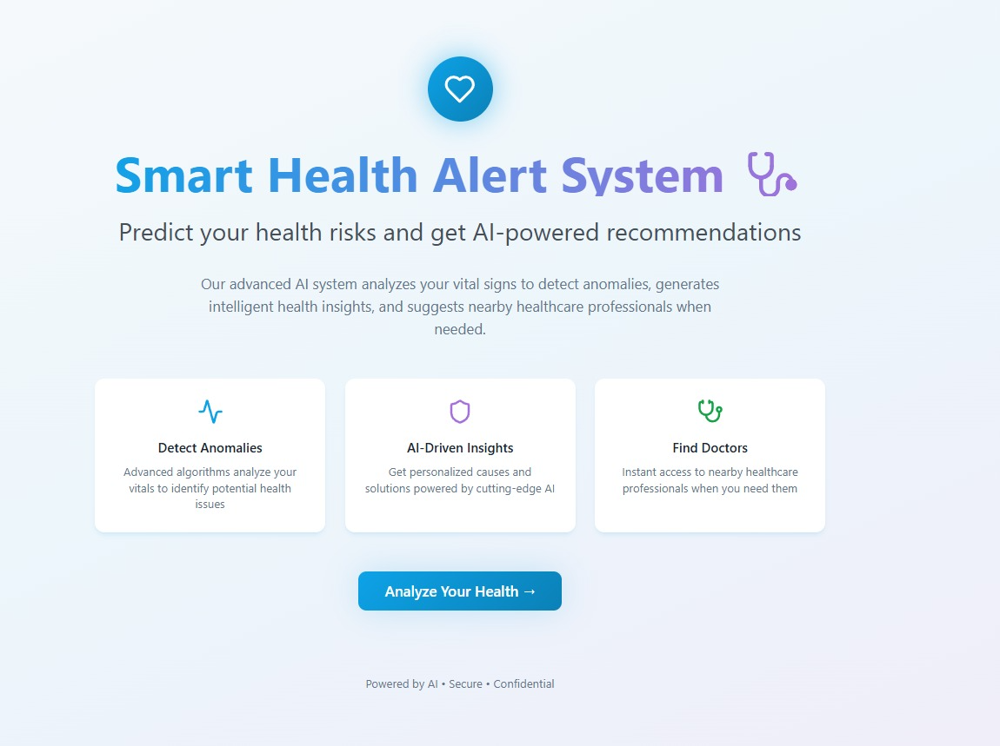 Smart Health Alert System 🩺
Predict your health risks and get AI-powered recommendations
Our advanced AI system analyzes your vital signs to detect anomalies, generates
intelligent health insights, and suggests nearby healthcare professionals when
needed.
Detect Anomalies
Advanced algorithms analyze your
vitals to identify potential health
issues
AI-Driven Insights
Get personalized causes and
solutions powered by cutting-edge AI
Find Doctors
Instant access to nearby healthcare
professionals when you need them
Analyze Your Health →
Powered by AI • Secure • Confidential